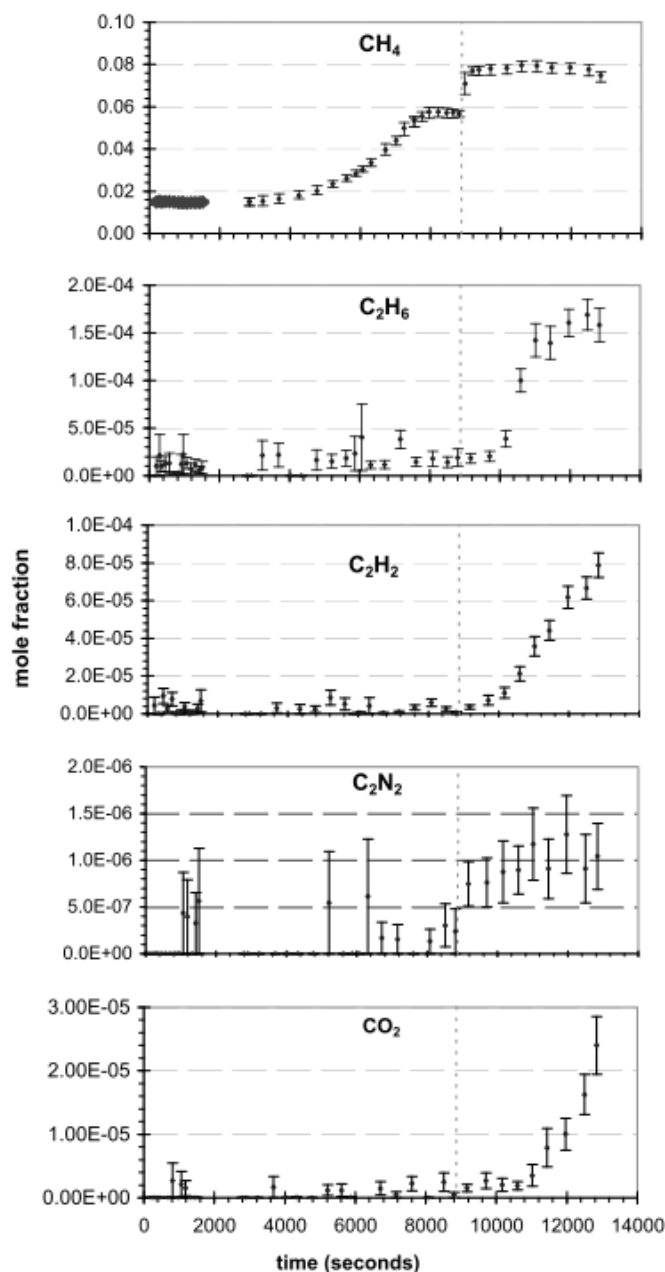 CH₄
0.10
0.08
0.06
0.04
0.02
0.00
C₂H₆
2.0E-04
1.5E-04
1.0E-04
5.0E-05
0.0E+00
C₂H₂
1.0E-04
8.0E-05
6.0E-05
4.0E-05
2.0E-05
0.0E+00
mole fraction
C₂N₂
2.0E-06
1.5E-06
1.0E-06
5.0E-07
0.0E+00
CO₂
3.00E-05
2.00E-05
1.00E-05
0.00E+00
0 2000 4000 6000 8000 10000 12000 14000
time (seconds)